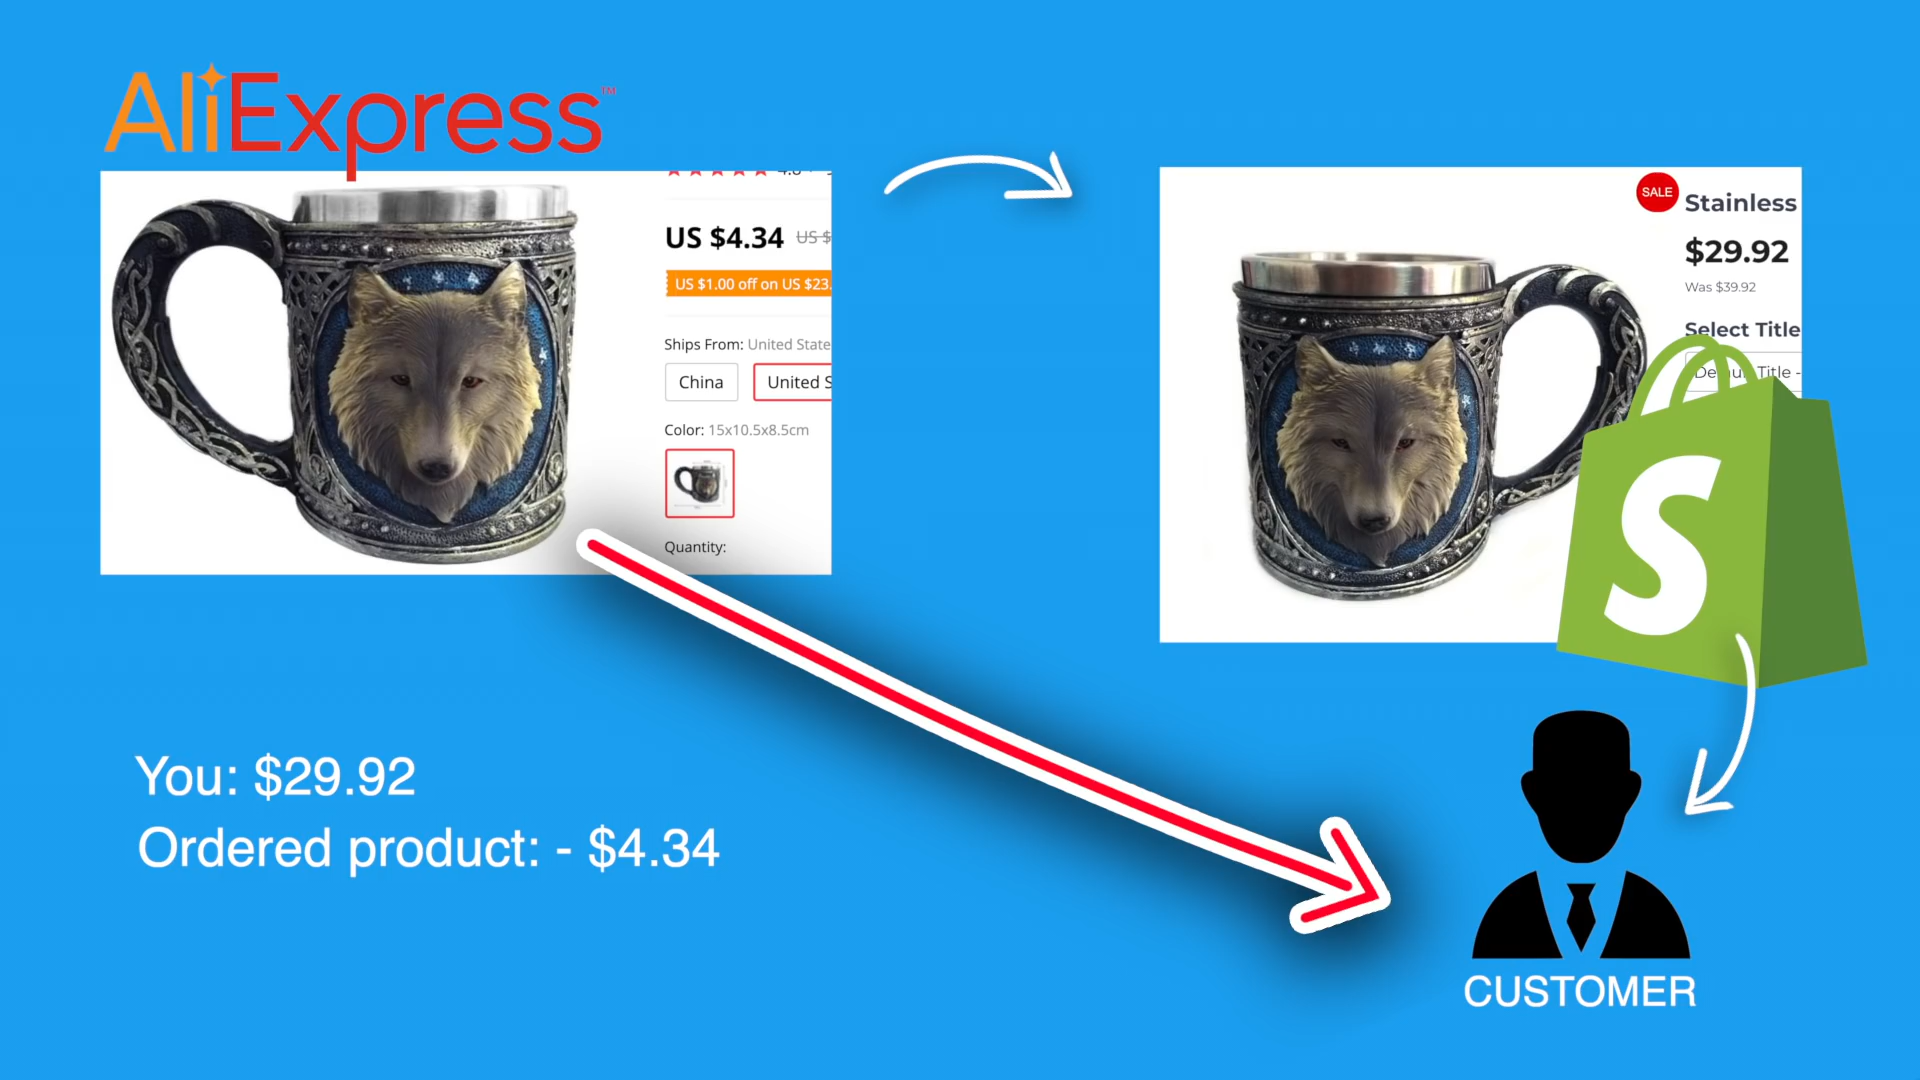 AliExpress™
US $4.34 US $
US $1.00 off on US $23.
Ships From: United State
China United S
Color: 15x10.5x8.5cm
Quantity:
SALE
Stainless
$29.92
Was $39.92
Select Title
Title -
S
You: $29.92
Ordered product: - $4.34
CUSTOMER